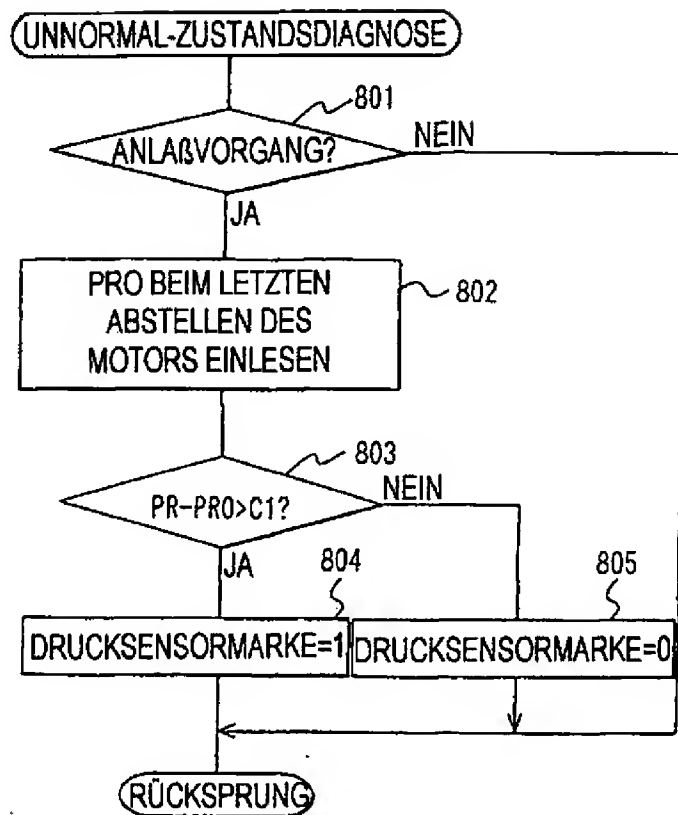 UNNORMAL-ZUSTANDSDIAGNOSE
801
ANLAßVORGANG?
NEIN
JA
PRO BEIM LETZTEN
ABSTELLEN DES
MOTORS EINLESEN
802
803
PR-PRO>C1?
NEIN
JA
804
805
DRUCKSENSORMARKE=1
DRUCKSENSORMARKE=0
RÜCKSPRUNG